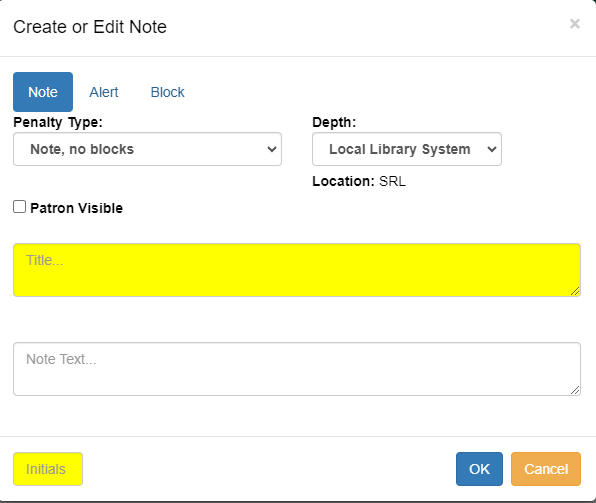 Create or Edit Note ×
Note Alert Block
Penalty Type: Depth:
Note, no blocks Local Library System
Location: SRL
Patron Visible
Title...
Note Text...
Initials OK Cancel